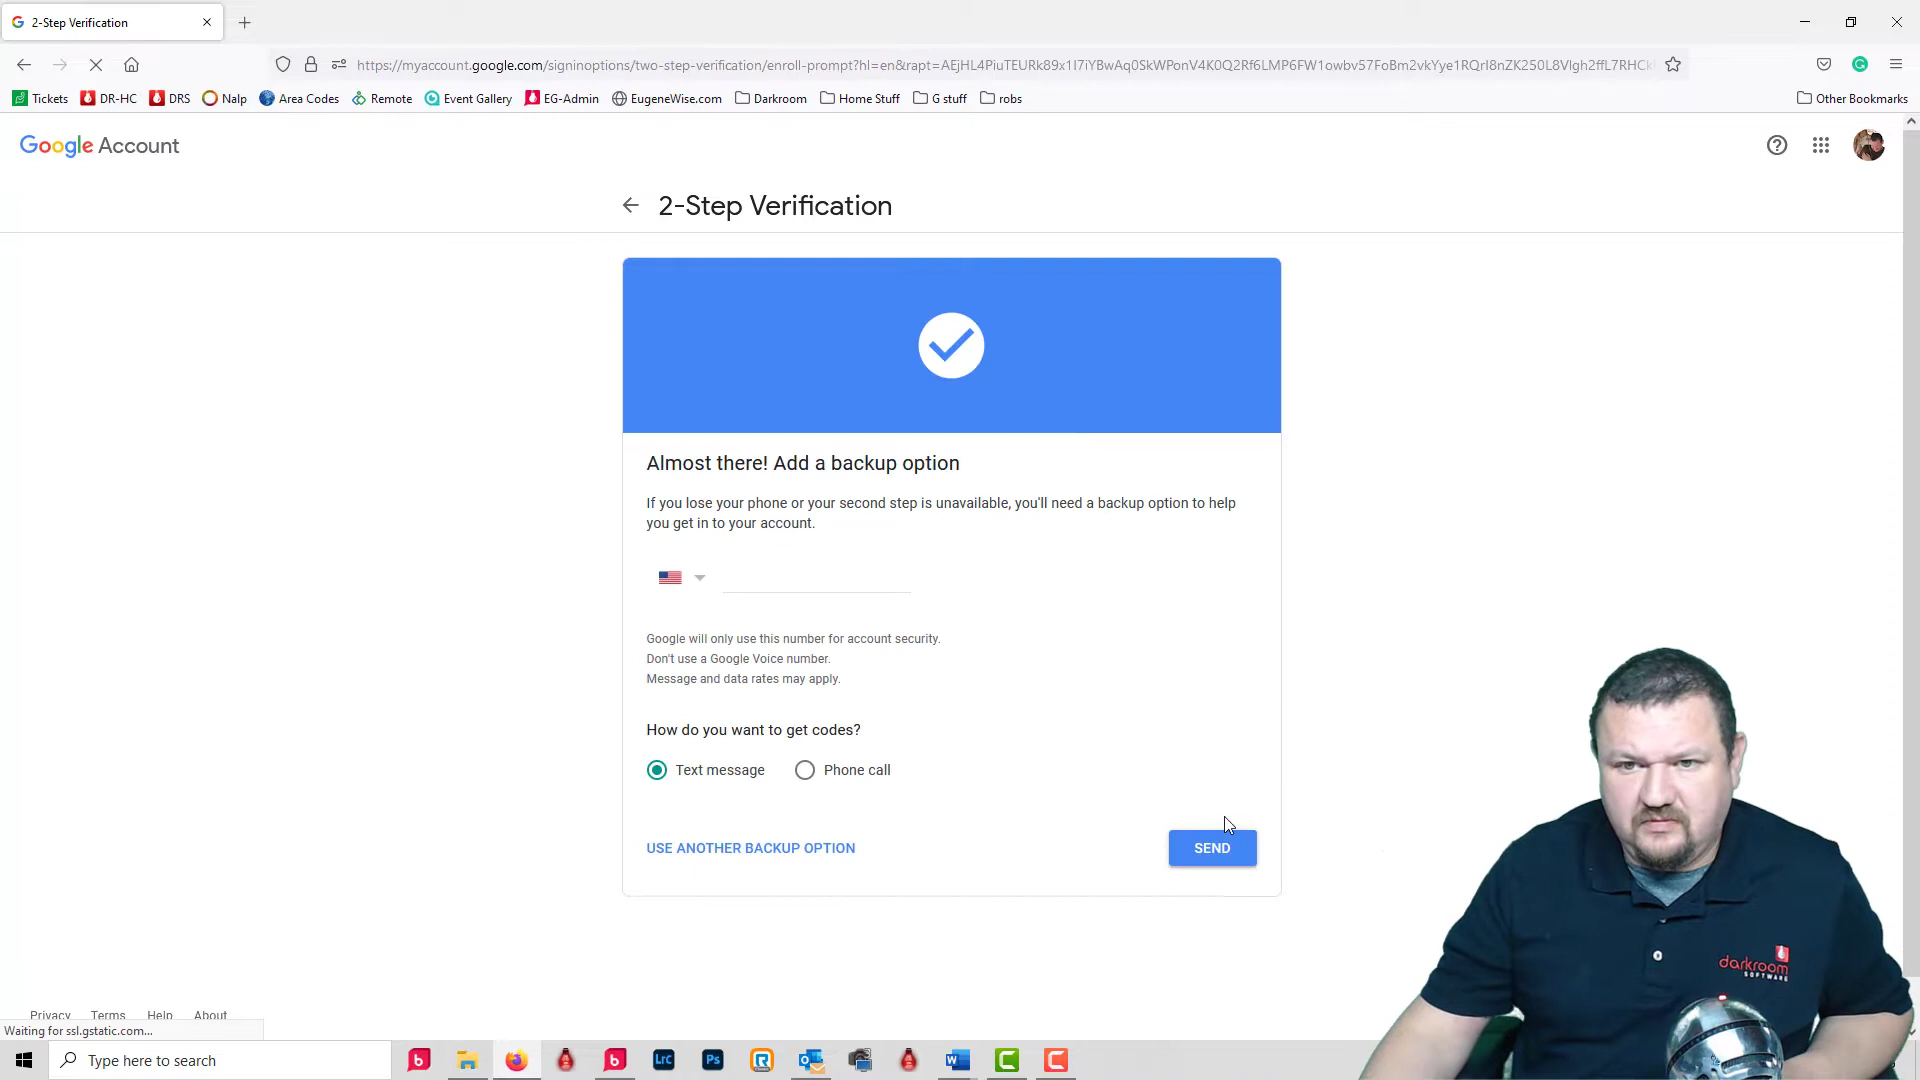 2-Step Verification
https://myaccount.google.com/signinoptions/two-step-verification/enroll-prompt?hl=en&rapt=
Tickets DR-HC DRS Nalp Area Codes Remote Event Gallery EG-Admin EugeneWise.com Darkroom Home Stuff G stuff robs Other Bookmarks
Google Account
2-Step Verification
Almost there! Add a backup option
If you lose your phone or your second step is unavailable, you'll need a backup option to help
you get in to your account.
Google will only use this number for account security.
Don't use a Google Voice number.
Message and data rates may apply.
How do you want to get codes?
Text message Phone call
USE ANOTHER BACKUP OPTION SEND
darkroom
SOFTWARE
Privacy Terms Help About
Waiting for ssl.gstatic.com...
Type here to search
Lrc Ps